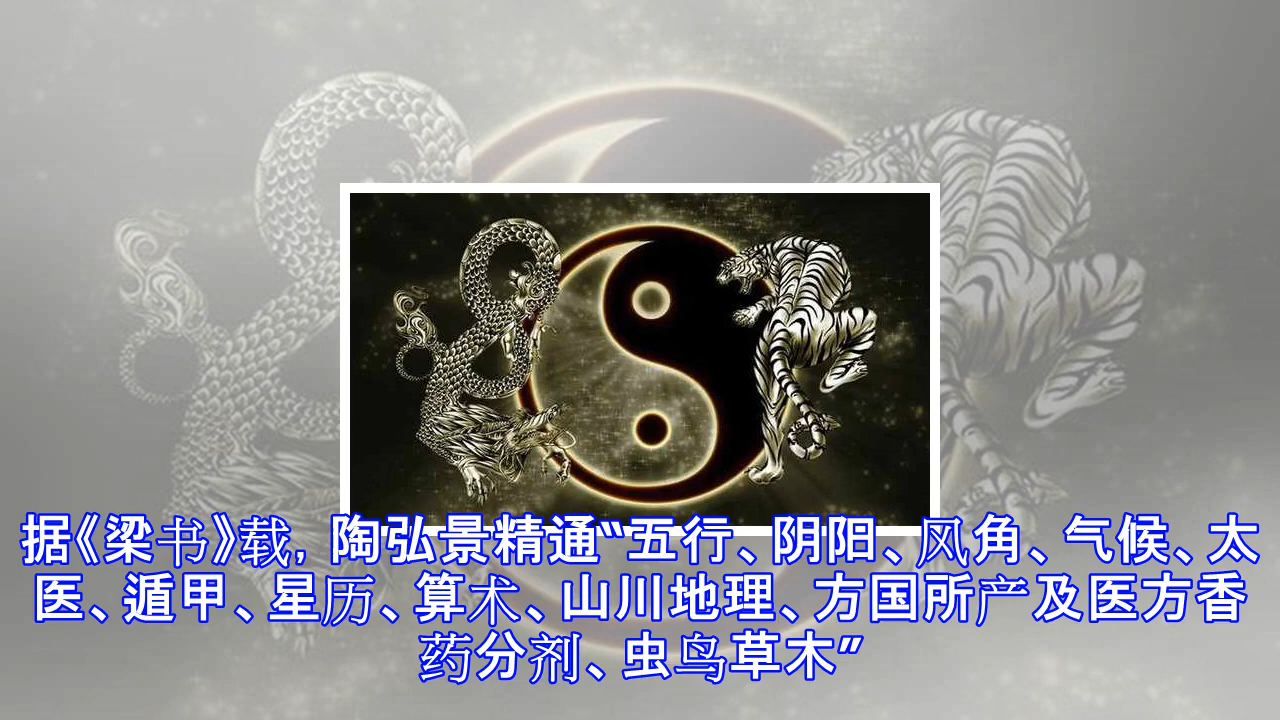 据《梁书》载，陶弘景精通“五行、阴阳、风角、气候、太
医、遁甲、星历、算术、山川地理、方国所产及医方香
药分剂、虫鸟草木”